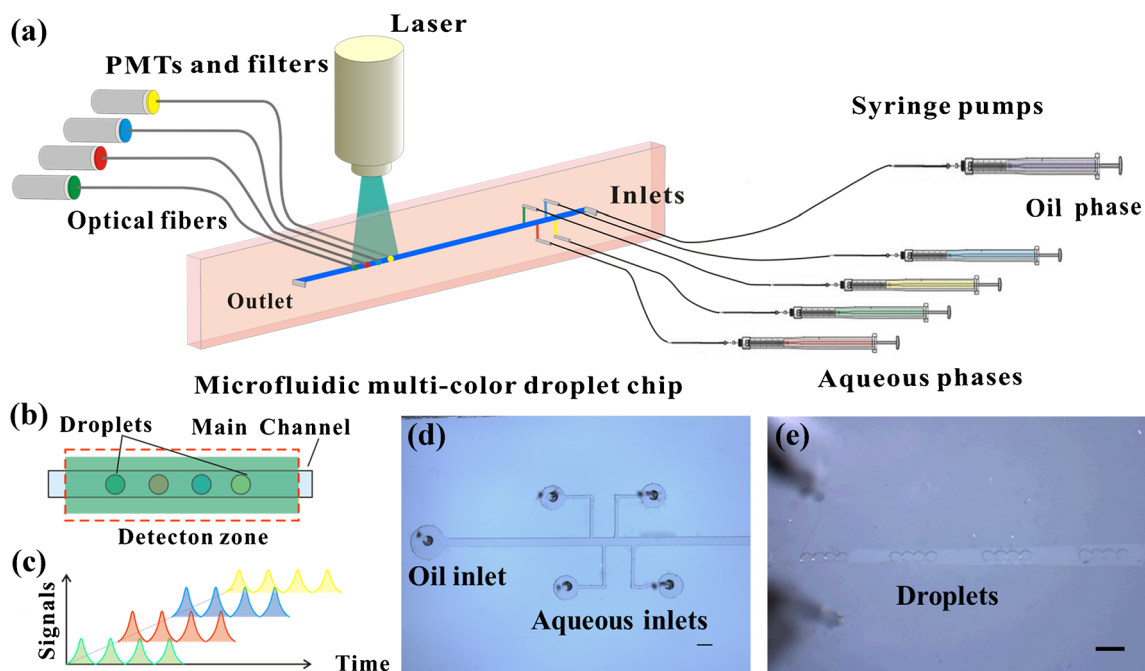 (a)
Laser
PMTs and filters
Syringe pumps
Inlets
Oil phase
Optical fibers
Outlet
Aqueous phases
Microfluidic multi-color droplet chip
(b)
Droplets
Main Channel
Detecton zone
(c)
Signals
Time
(d)
Oil inlet
Aqueous inlets
(e)
Droplets